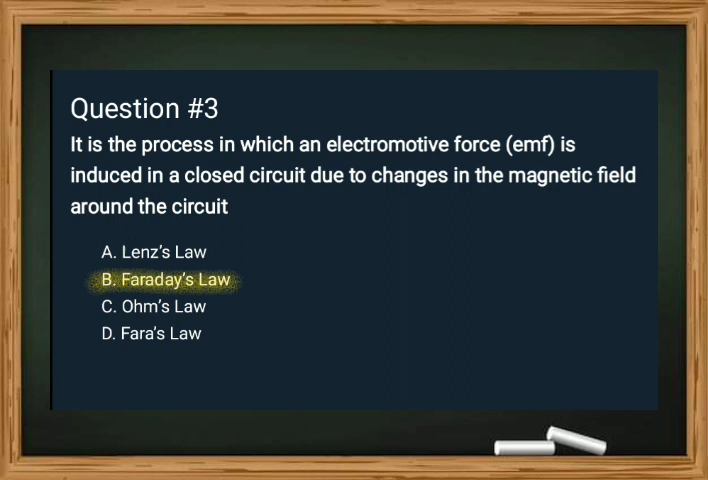 Question #3
It is the process in which an electromotive force (emf) is
induced in a closed circuit due to changes in the magnetic field
around the circuit
A. Lenz's Law
B. Faraday's Law
C. Ohm's Law
D. Fara's Law